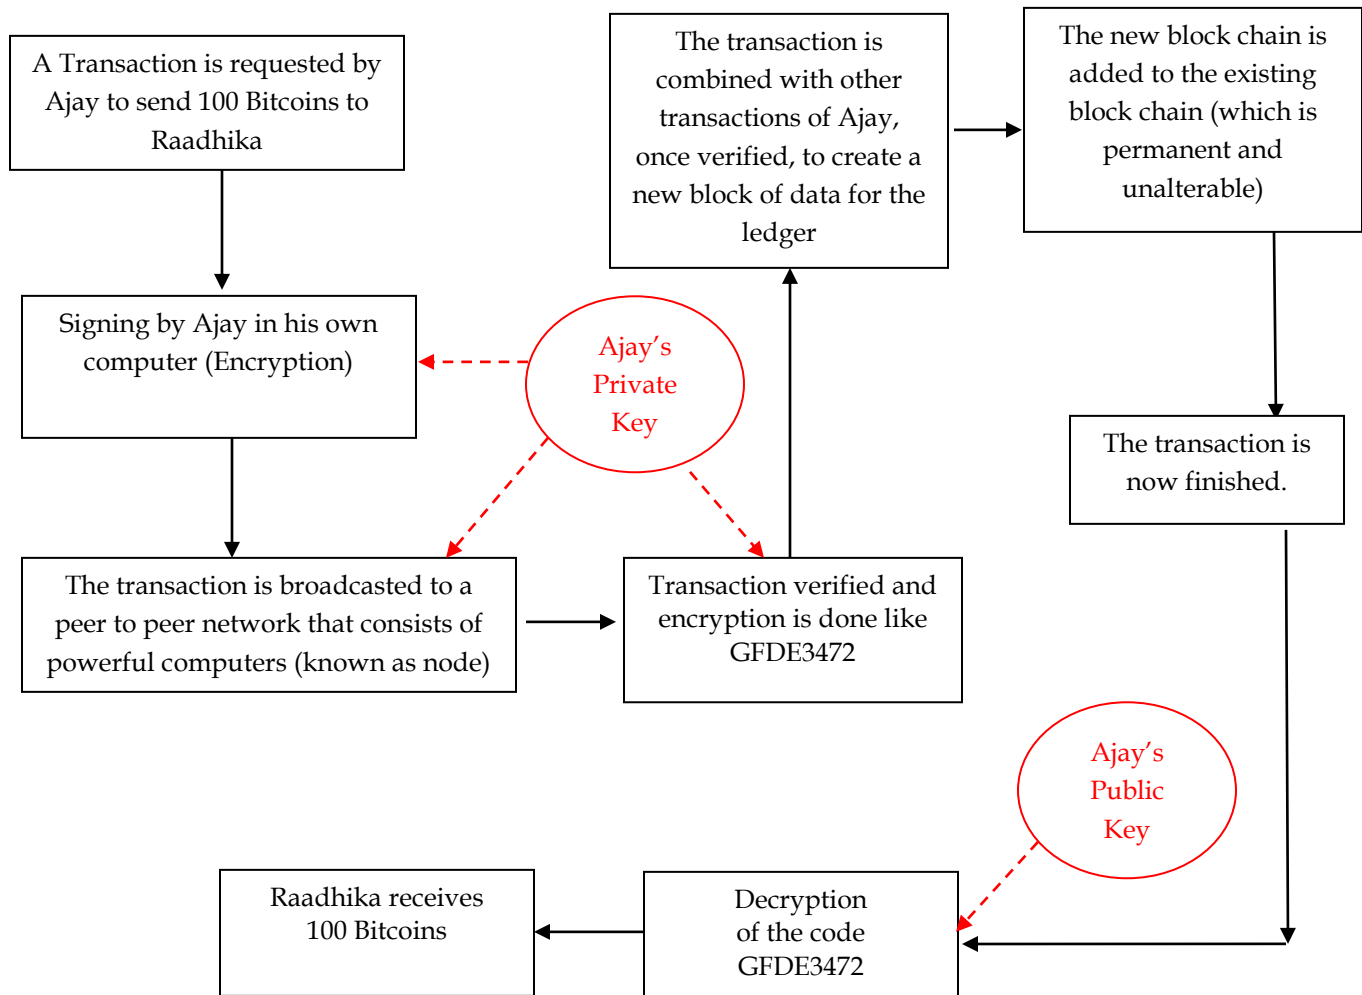 A Transaction is requested by
Ajay to send 100 Bitcoins to
Raadhika
Signing by Ajay in his own
computer (Encryption)
The transaction is broadcasted to a
peer to peer network that consists of
powerful computers (known as node)
Ajay’s
Private
Key
Transaction verified and
encryption is done like
GFDE3472
The transaction is
combined with other
transactions of Ajay,
once verified, to create a
new block of data for the
ledger
The new block chain is
added to the existing
block chain (which is
permanent and
unalterable)
The transaction is
now finished.
Ajay’s
Public
Key
Decryption
of the code
GFDE3472
Raadhika receives
100 Bitcoins